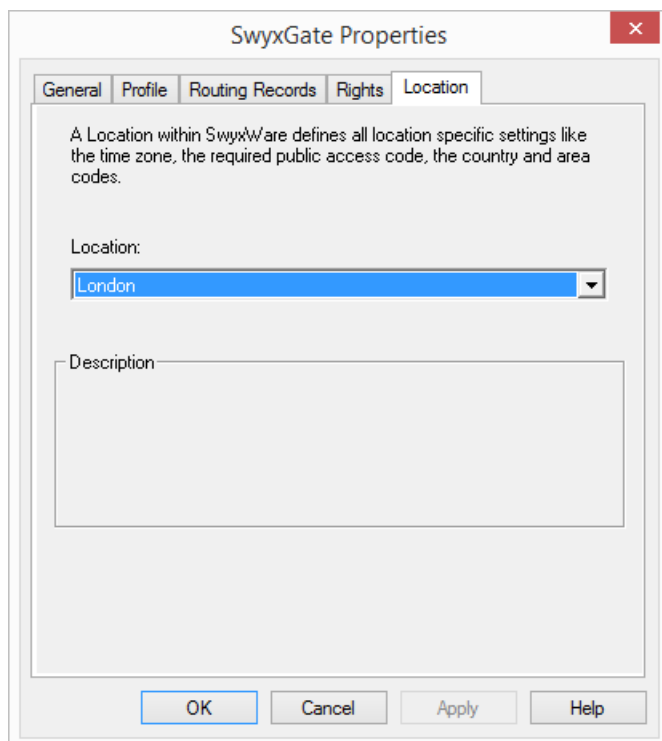 SwyxGate Properties
General Profile Routing Records Rights Location
A Location within SwyxWare defines all location specific settings like
the time zone, the required public access code, the country and area
codes.
Location:
London
Description
OK Cancel Apply Help